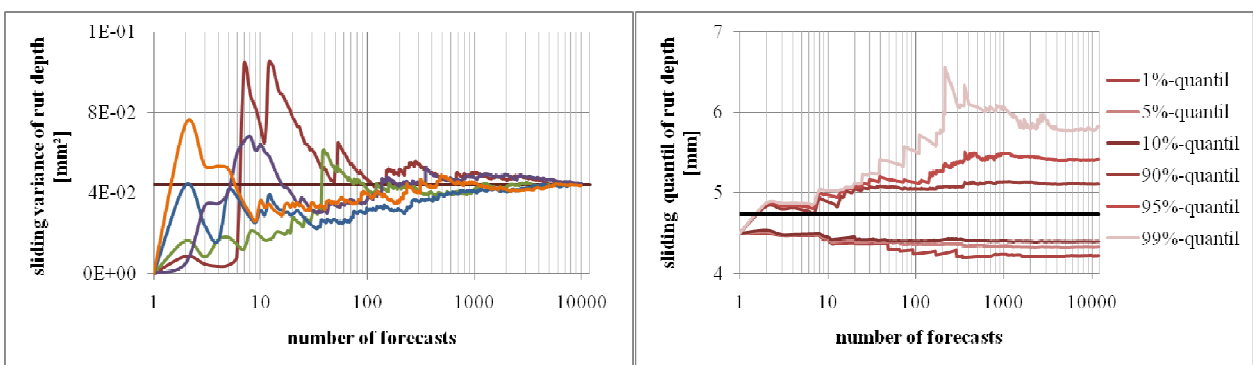 sliding variance of rut depth
[mm²]
1E-01
8E-02
4E-02
0E+00
1 10 100 1000 10000
number of forecasts
sliding quantil of rut depth
[mm]
7
6
5
4
1 10 100 1000 10000
number of forecasts
1%-quantil
5%-quantil
10%-quantil
90%-quantil
95%-quantil
99%-quantil